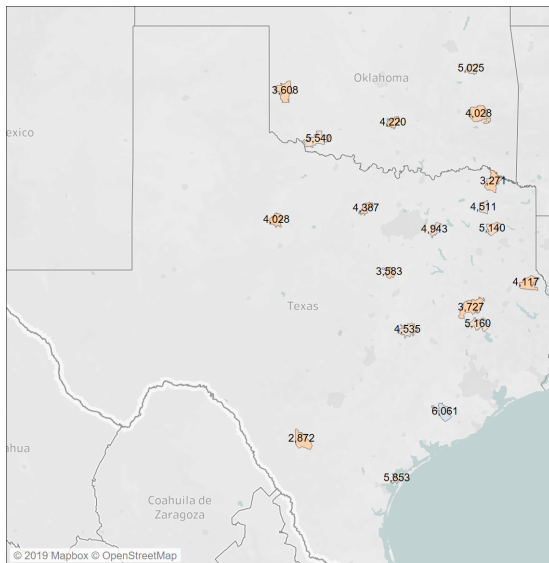 5,025
Oklahoma
3,608
4,028
4,220
5,540
exico
3,271
4,387
4,511
4,028
4,943
5,140
3,583
4,117
Texas
3,727
5,160
4,535
6,061
2,872
ahua
5,853
Coahuila de
Zaragoza
© 2019 Mapbox © OpenStreetMap